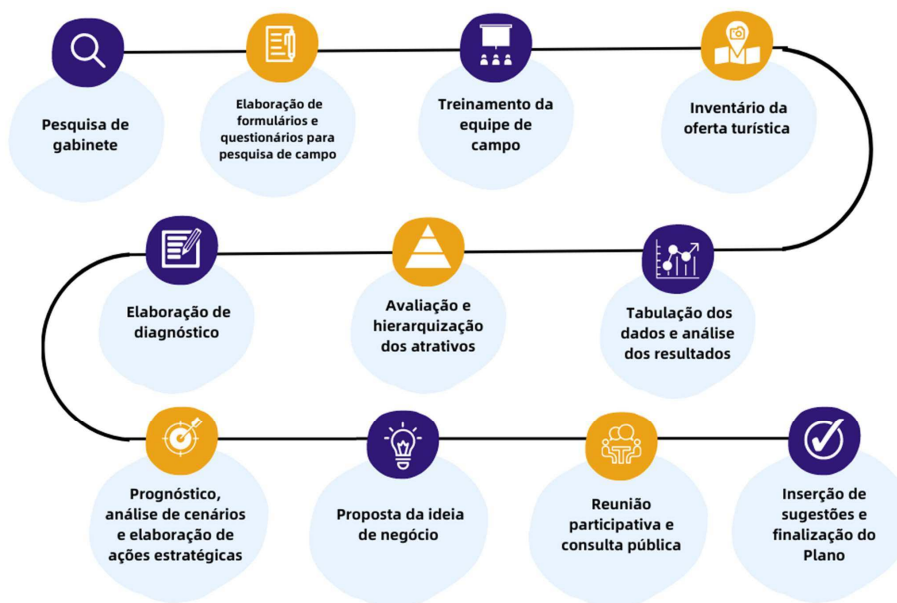 Pesquisa de
gabinete
Elaboração de
formulários e
questionários para
pesquisa de campo
Treinamento da
equipe de
campo
Inventário da
oferta turística
Tabulação dos
dados e análise
dos resultados
Avaliação e
hierarquização
dos atrativos
Elaboração de
diagnóstico
Prognóstico,
análise de cenários
e elaboração de
ações estratégicas
Proposta da ideia
de negócio
Reunião
participativa e
consulta pública
Inserção de
sugestões e
finalização do
Plano